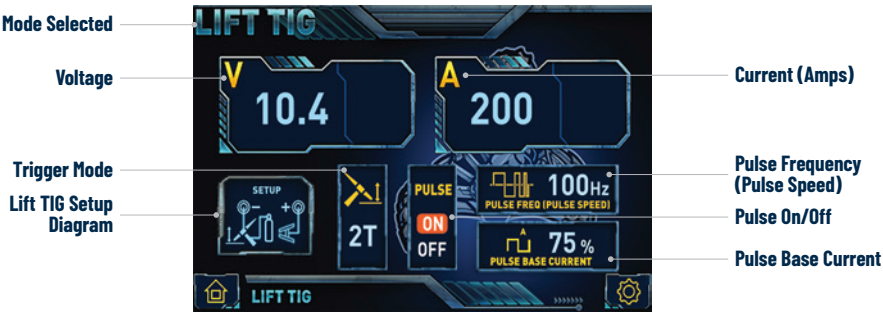 LIFT TIG
Mode Selected
Voltage
V
10.4
A
200
Current (Amps)
Trigger Mode
Lift TIG Setup
Diagram
SETUP
- +
A
2T
PULSE
ON
OFF
100Hz
PULSE FREQ (PULSE SPEED)
A
75%
PULSE BASE CURRENT
Pulse Frequency
(Pulse Speed)
Pulse On/Off
Pulse Base Current
LIFT TIG